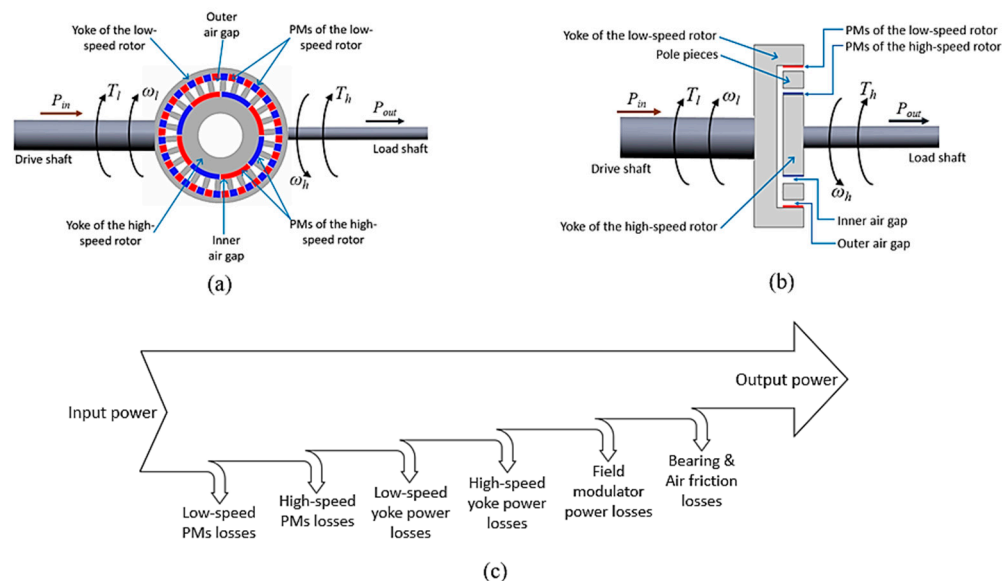 Yoke of the low-
speed rotor
Outer
air gap
PMs of the low-
speed rotor
P_in
T_l
ω_l
T_h
P_out
Drive shaft
Load shaft
ω_h
Yoke of the high-
speed rotor
Inner
air gap
PMs of the high-
speed rotor
(a)
Yoke of the low-speed rotor
Pole pieces
PMs of the low-speed rotor
PMs of the high-speed rotor
P_in
T_l
ω_l
T_h
P_out
Drive shaft
Load shaft
ω_h
Yoke of the high-speed rotor
Inner air gap
Outer air gap
(b)
Input power
Output power
Low-speed
PMs losses
High-speed
PMs losses
Low-speed
yoke power
losses
High-speed
yoke power
losses
Field
modulator
power losses
Bearing &
Air friction
losses
(c)